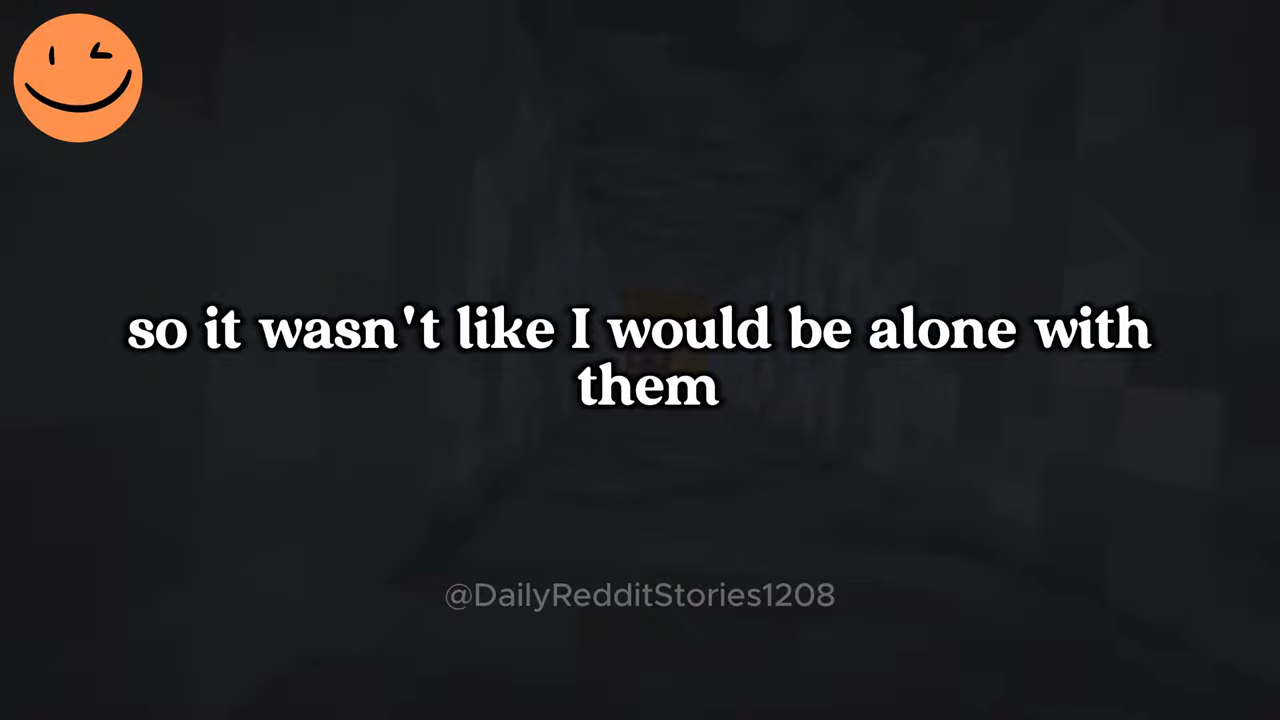 so it wasn't like I would be alone with
them
@DailyRedditStories1208